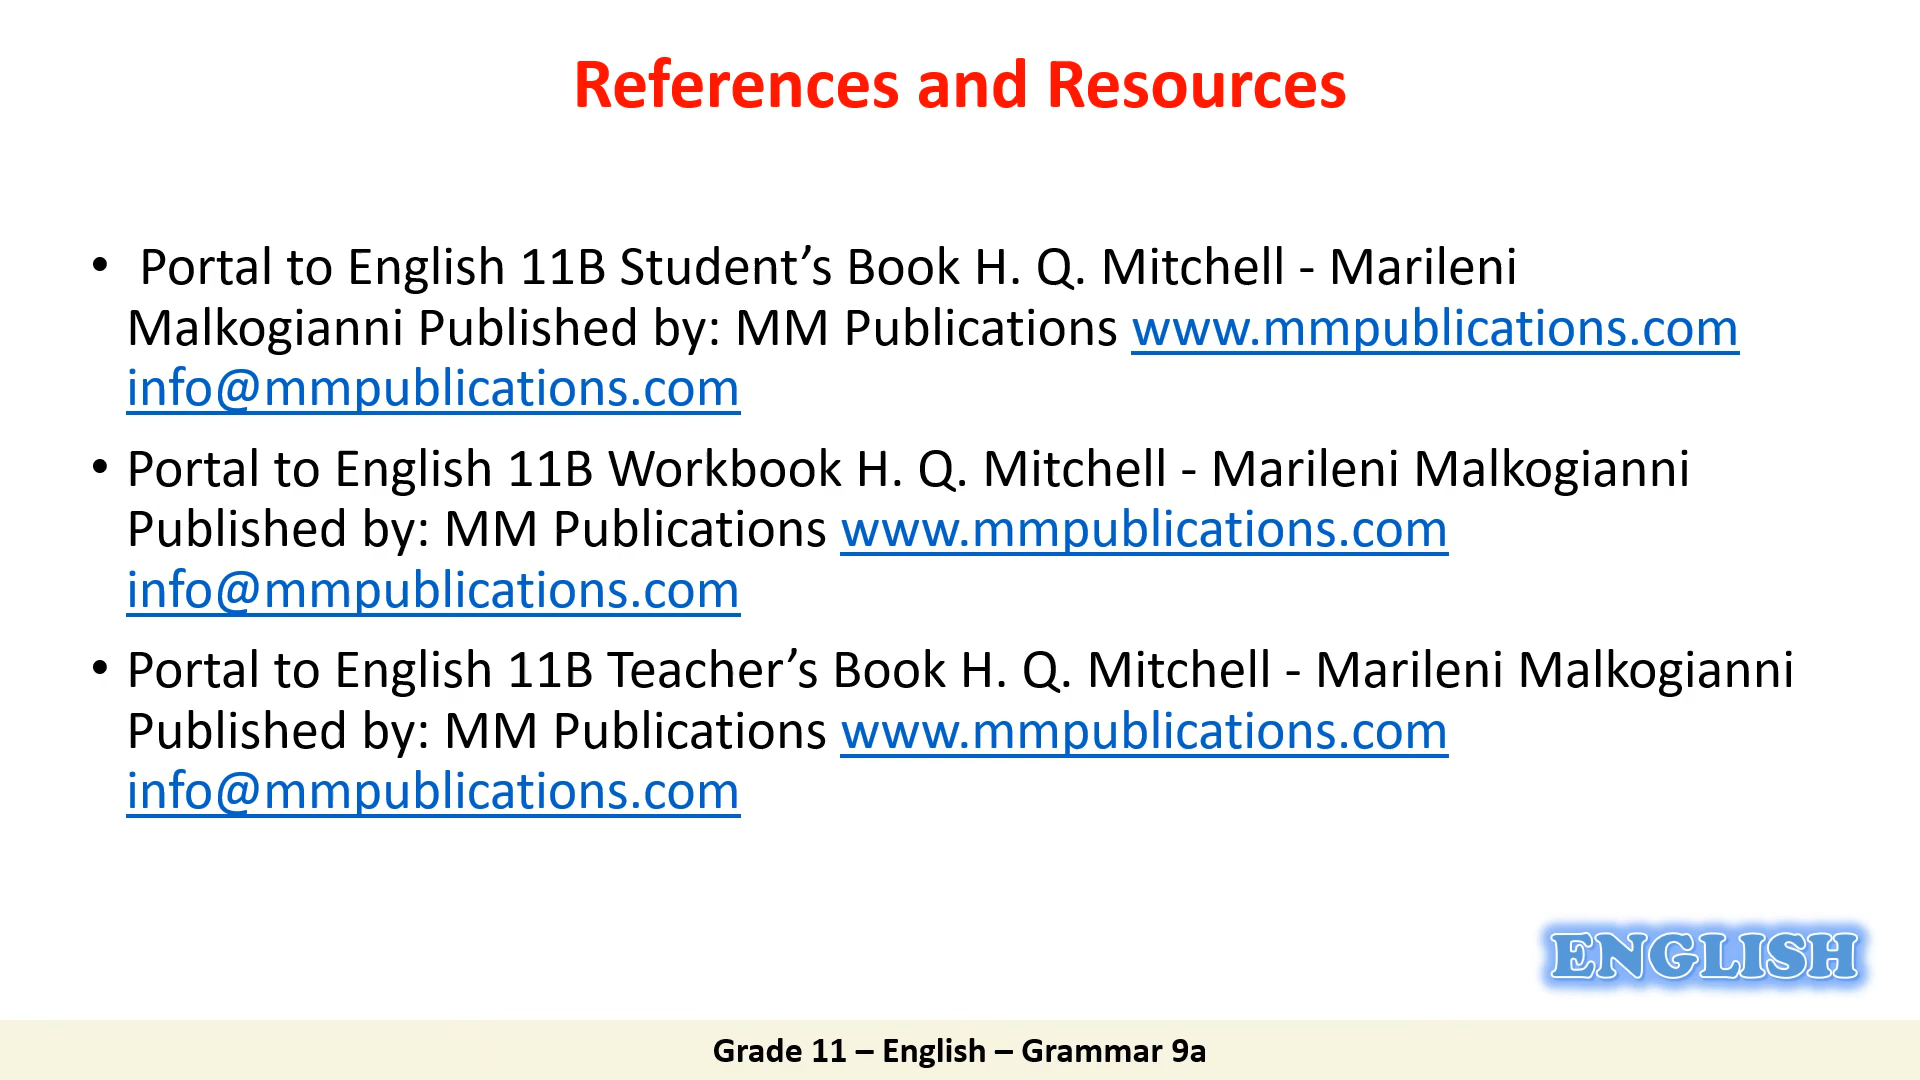 References and Resources
• Portal to English 11B Student’s Book H. Q. Mitchell - Marileni
Malkogianni Published by: MM Publications www.mmpublications.com
info@mmpublications.com
• Portal to English 11B Workbook H. Q. Mitchell - Marileni Malkogianni
Published by: MM Publications www.mmpublications.com
info@mmpublications.com
• Portal to English 11B Teacher’s Book H. Q. Mitchell - Marileni Malkogianni
Published by: MM Publications www.mmpublications.com
info@mmpublications.com
ENGLISH
Grade 11 – English – Grammar 9a